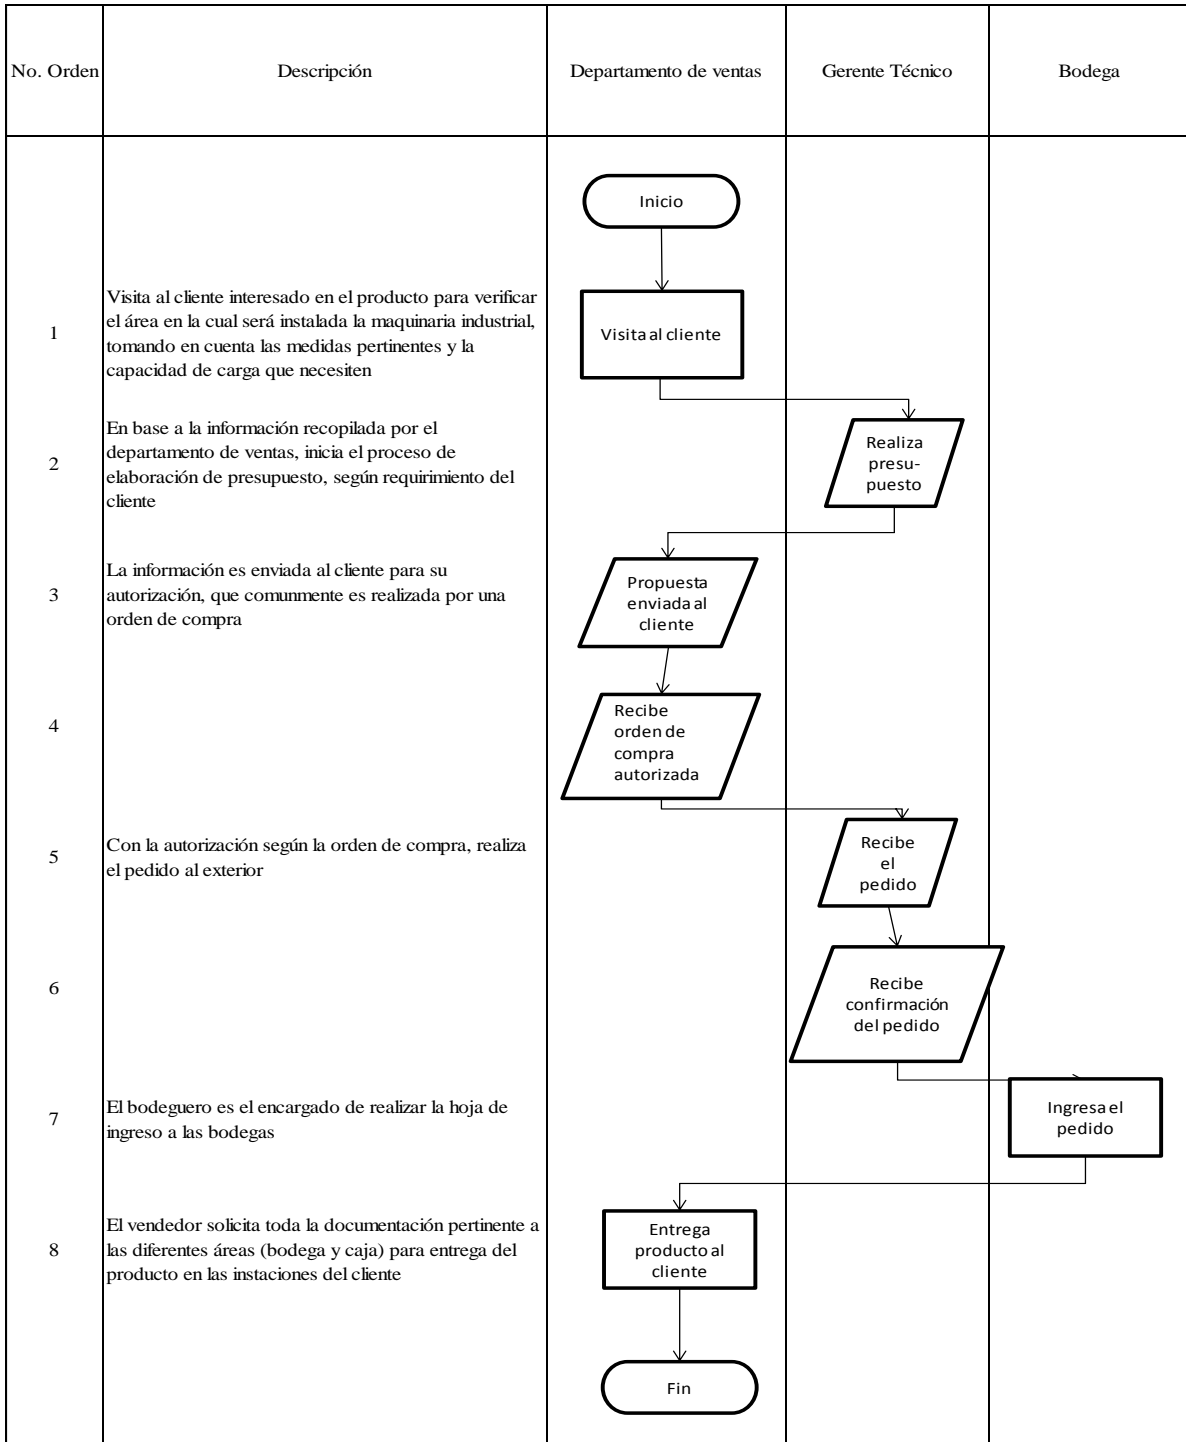 No. Orden
Descripción
Departamento de ventas
Gerente Técnico
Bodega
Inicio
1
Visita al cliente interesado en el producto para verificar
el área en la cual será instalada la maquinaria industrial,
tomando en cuenta las medidas pertinentes y la
capacidad de carga que necesiten
Visita al cliente
2
En base a la información recopilada por el
departamento de ventas, inicia el proceso de
elaboración de presupuesto, según requirimiento del
cliente
Realiza
presu-
puesto
3
La información es enviada al cliente para su
autorización, que comunmente es realizada por una
orden de compra
Propuesta
enviada al
cliente
4
Recibe
orden de
compra
autorizada
5
Con la autorización según la orden de compra, realiza
el pedido al exterior
Recibe
el
pedido
6
Recibe
confirmación
del pedido
7
El bodeguero es el encargado de realizar la hoja de
ingreso a las bodegas
Ingresa el
pedido
8
El vendedor solicita toda la documentación pertinente a
las diferentes áreas (bodega y caja) para entrega del
producto en las instaciones del cliente
Entrega
producto al
cliente
Fin